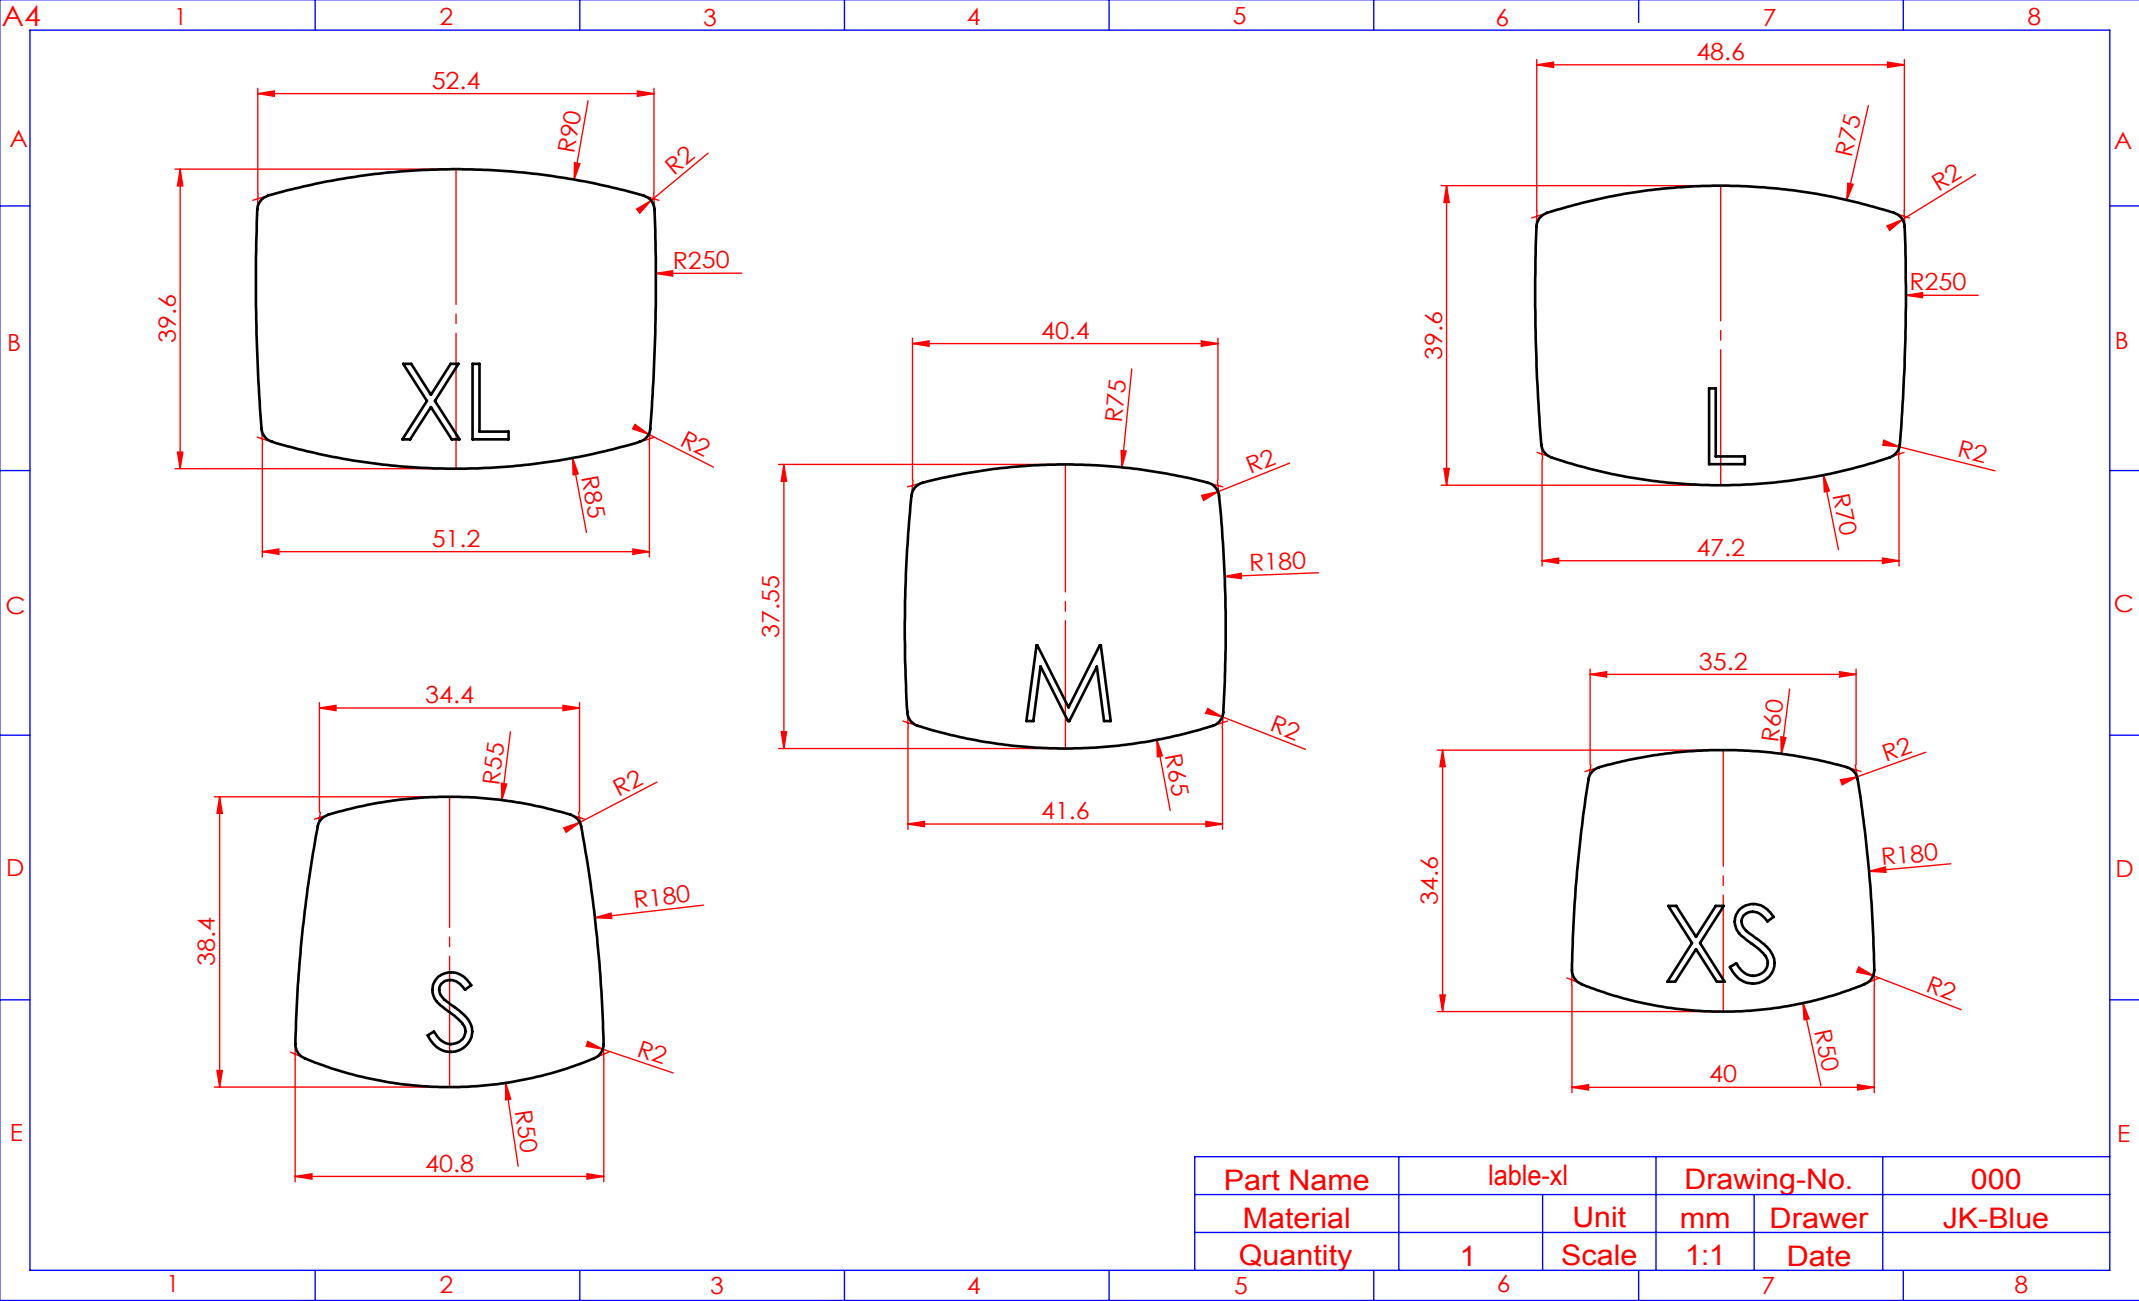 A4 1 2 3 4 5 6 7 8
A A
B B
C C
D D
E E
52.4
R90
R2
39.6
R250
XL
R2
R85
51.2
48.6
R75
R2
39.6
R250
L
R2
R70
47.2
40.4
R75
R2
37.55
R180
M
R2
R65
41.6
34.4
R55
R2
38.4
R180
S
R2
R50
40.8
35.2
R60
R2
34.6
R180
XS
R2
R50
40
Part Name lable-xl Drawing-No. 000
Material Unit mm Drawer JK-Blue
Quantity 1 Scale 1:1 Date
1 2 3 4 5 6 7 8